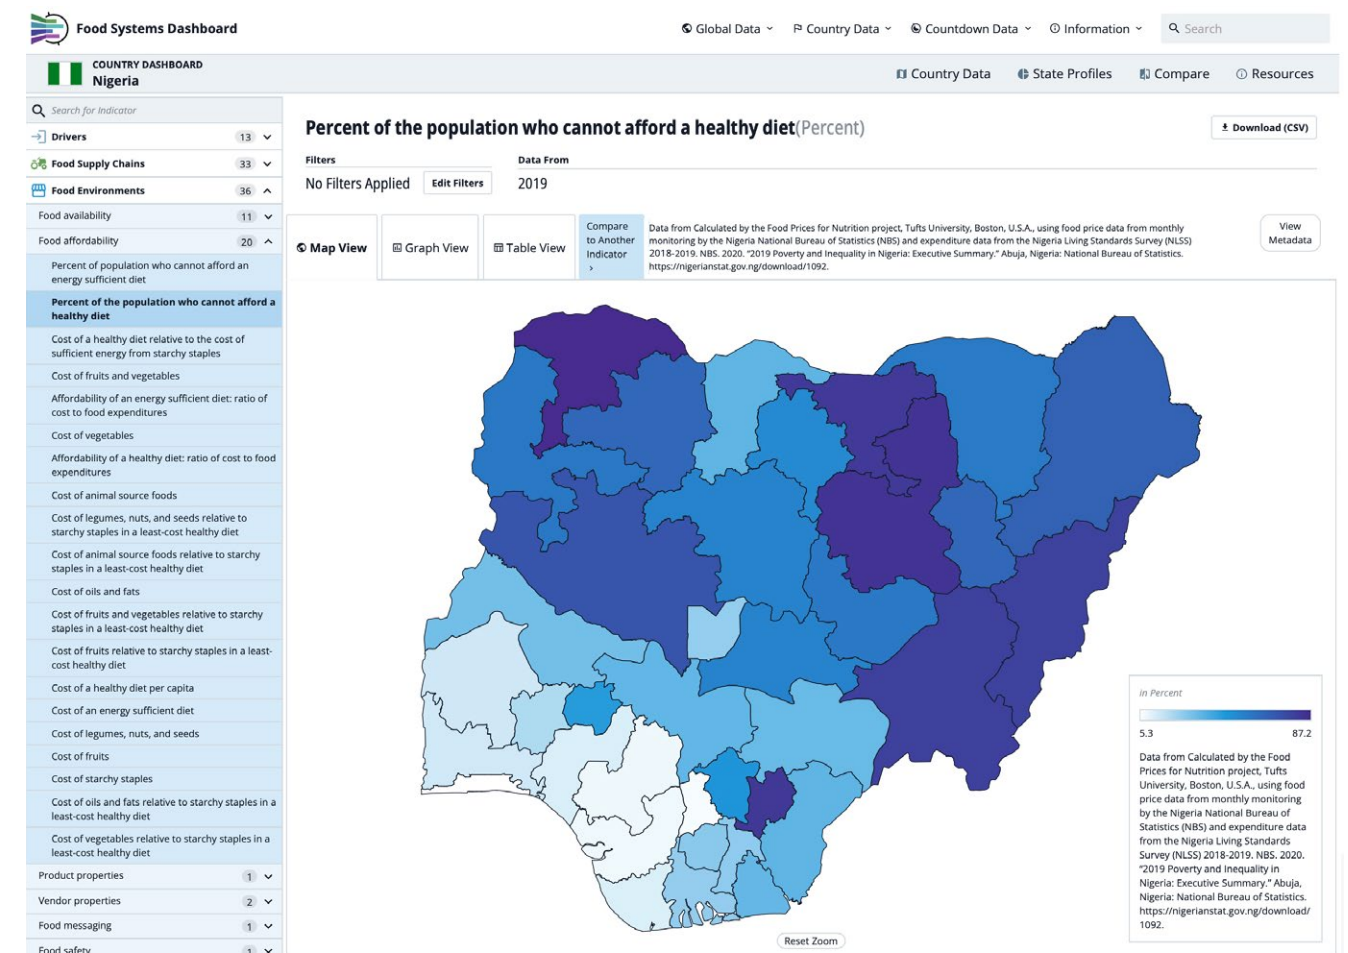 Food Systems Dashboard
Global Data
Country Data
Countdown Data
Information
Search
COUNTRY DASHBOARD
Nigeria
Country Data
State Profiles
Compare
Resources
Search for Indicator
Drivers 13
Food Supply Chains 33
Food Environments 36
Food availability 11
Food affordability 20
Percent of population who cannot afford an
energy sufficient diet
Percent of the population who cannot afford a
healthy diet
Cost of a healthy diet relative to the cost of
sufficient energy from starchy staples
Cost of fruits and vegetables
Affordability of an energy sufficient diet: ratio of
cost to food expenditures
Cost of vegetables
Affordability of a healthy diet: ratio of cost to food
expenditures
Cost of animal source foods
Cost of legumes, nuts, and seeds relative to
starchy staples in a least-cost healthy diet
Cost of animal source foods relative to starchy
staples in a least-cost healthy diet
Cost of oils and fats
Cost of fruits and vegetables relative to starchy
staples in a least-cost healthy diet
Cost of fruits relative to starchy staples in a least-
cost healthy diet
Cost of a healthy diet per capita
Cost of an energy sufficient diet
Cost of legumes, nuts, and seeds
Cost of fruits
Cost of starchy staples
Cost of oils and fats relative to starchy staples in a
least-cost healthy diet
Cost of vegetables relative to starchy staples in a
least-cost healthy diet
Product properties 1
Vendor properties 2
Food messaging 1
Food safety 1
Percent of the population who cannot afford a healthy diet(Percent)
Download (CSV)
Filters
No Filters Applied
Edit Filters
Data From
2019
Map View
Graph View
Table View
Compare
to Another
Indicator
›
Data from Calculated by the Food Prices for Nutrition project, Tufts University, Boston, U.S.A., using food price data from monthly
monitoring by the Nigeria National Bureau of Statistics (NBS) and expenditure data from the Nigeria Living Standards Survey (NLSS)
2018-2019. NBS. 2020. “2019 Poverty and Inequality in Nigeria: Executive Summary.” Abuja, Nigeria: National Bureau of Statistics.
https://nigerianstat.gov.ng/download/1092.
View
Metadata
in Percent
5.3 87.2
Data from Calculated by the Food
Prices for Nutrition project, Tufts
University, Boston, U.S.A., using food
price data from monthly monitoring
by the Nigeria National Bureau of
Statistics (NBS) and expenditure data
from the Nigeria Living Standards
Survey (NLSS) 2018-2019. NBS. 2020.
“2019 Poverty and Inequality in
Nigeria: Executive Summary.” Abuja,
Nigeria: National Bureau of Statistics.
https://nigerianstat.gov.ng/download/
1092.
Reset Zoom